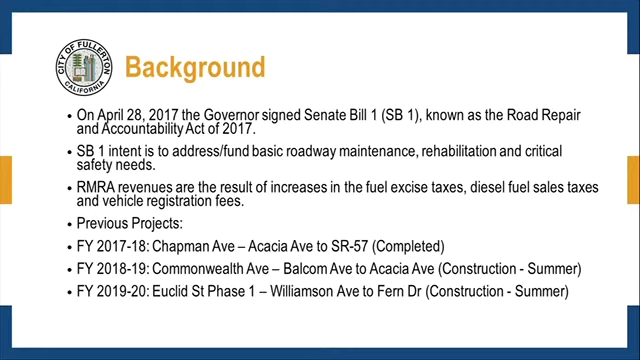 CITY OF FULLERTON
CALIFORNIA
Background
• On April 28, 2017 the Governor signed Senate Bill 1 (SB 1), known as the Road Repair
and Accountability Act of 2017.
• SB 1 intent is to address/fund basic roadway maintenance, rehabilitation and critical
safety needs.
• RMRA revenues are the result of increases in the fuel excise taxes, diesel fuel sales taxes
and vehicle registration fees.
• Previous Projects:
• FY 2017-18: Chapman Ave – Acacia Ave to SR-57 (Completed)
• FY 2018-19: Commonwealth Ave – Balcom Ave to Acacia Ave (Construction - Summer)
• FY 2019-20: Euclid St Phase 1 – Williamson Ave to Fern Dr (Construction - Summer)